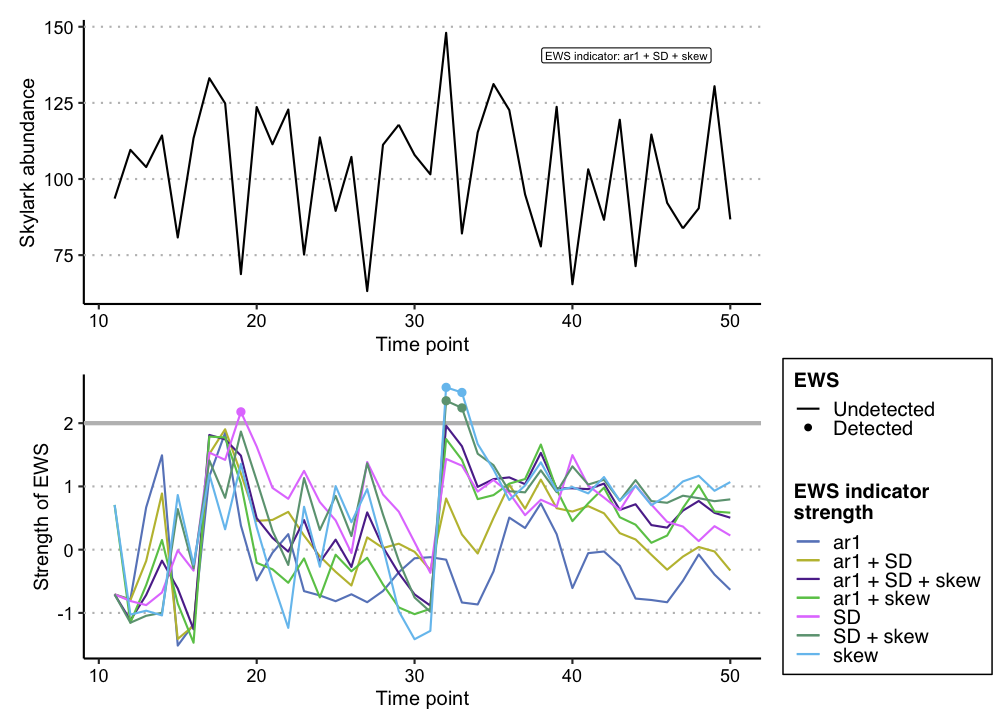 150
125
100
75
Skylark abundance
EWS indicator: ar1 + SD + skew
10 20 30 40 50
Time point
2
1
0
-1
Strength of EWS
10 20 30 40 50
Time point
EWS
Undetected
Detected
EWS indicator
strength
ar1
ar1 + SD
ar1 + SD + skew
ar1 + skew
SD
SD + skew
skew